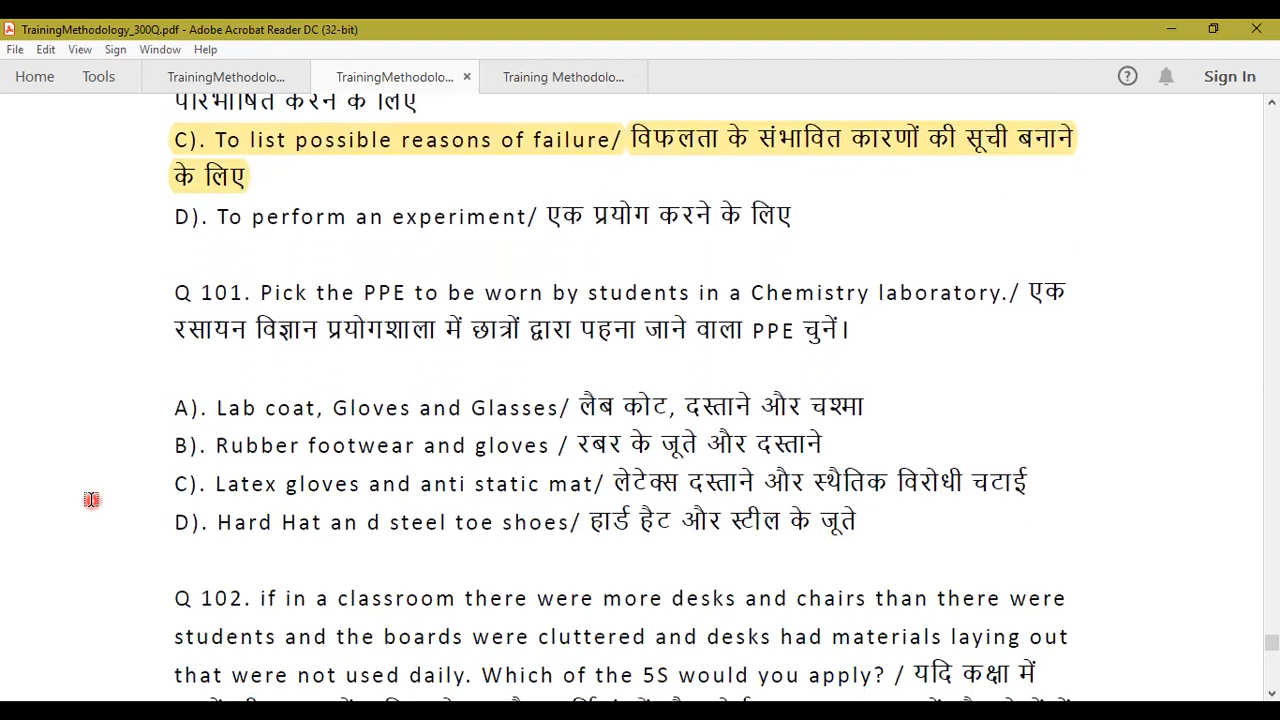 TrainingMethodology_300Q.pdf - Adobe Acrobat Reader DC (32-bit)
File Edit View Sign Window Help
Home Tools TrainingMethodolo... TrainingMethodolo... × Training Methodolo... Sign In
परिभाषित करने के लिए
C). To list possible reasons of failure/ विफलता के संभावित कारणों की सूची बनाने
के लिए
D). To perform an experiment/ एक प्रयोग करने के लिए
Q 101. Pick the PPE to be worn by students in a Chemistry laboratory./ एक
रसायन विज्ञान प्रयोगशाला में छात्रों द्वारा पहना जाने वाला PPE चुनें।
A). Lab coat, Gloves and Glasses/ लैब कोट, दस्ताने और चश्मा
B). Rubber footwear and gloves / रबर के जूते और दस्ताने
C). Latex gloves and anti static mat/ लेटेक्स दस्ताने और स्थैतिक विरोधी चटाई
D). Hard Hat an d steel toe shoes/ हार्ड हैट और स्टील के जूते
Q 102. if in a classroom there were more desks and chairs than there were
students and the boards were cluttered and desks had materials laying out
that were not used daily. Which of the 5S would you apply? / यदि कक्षा में